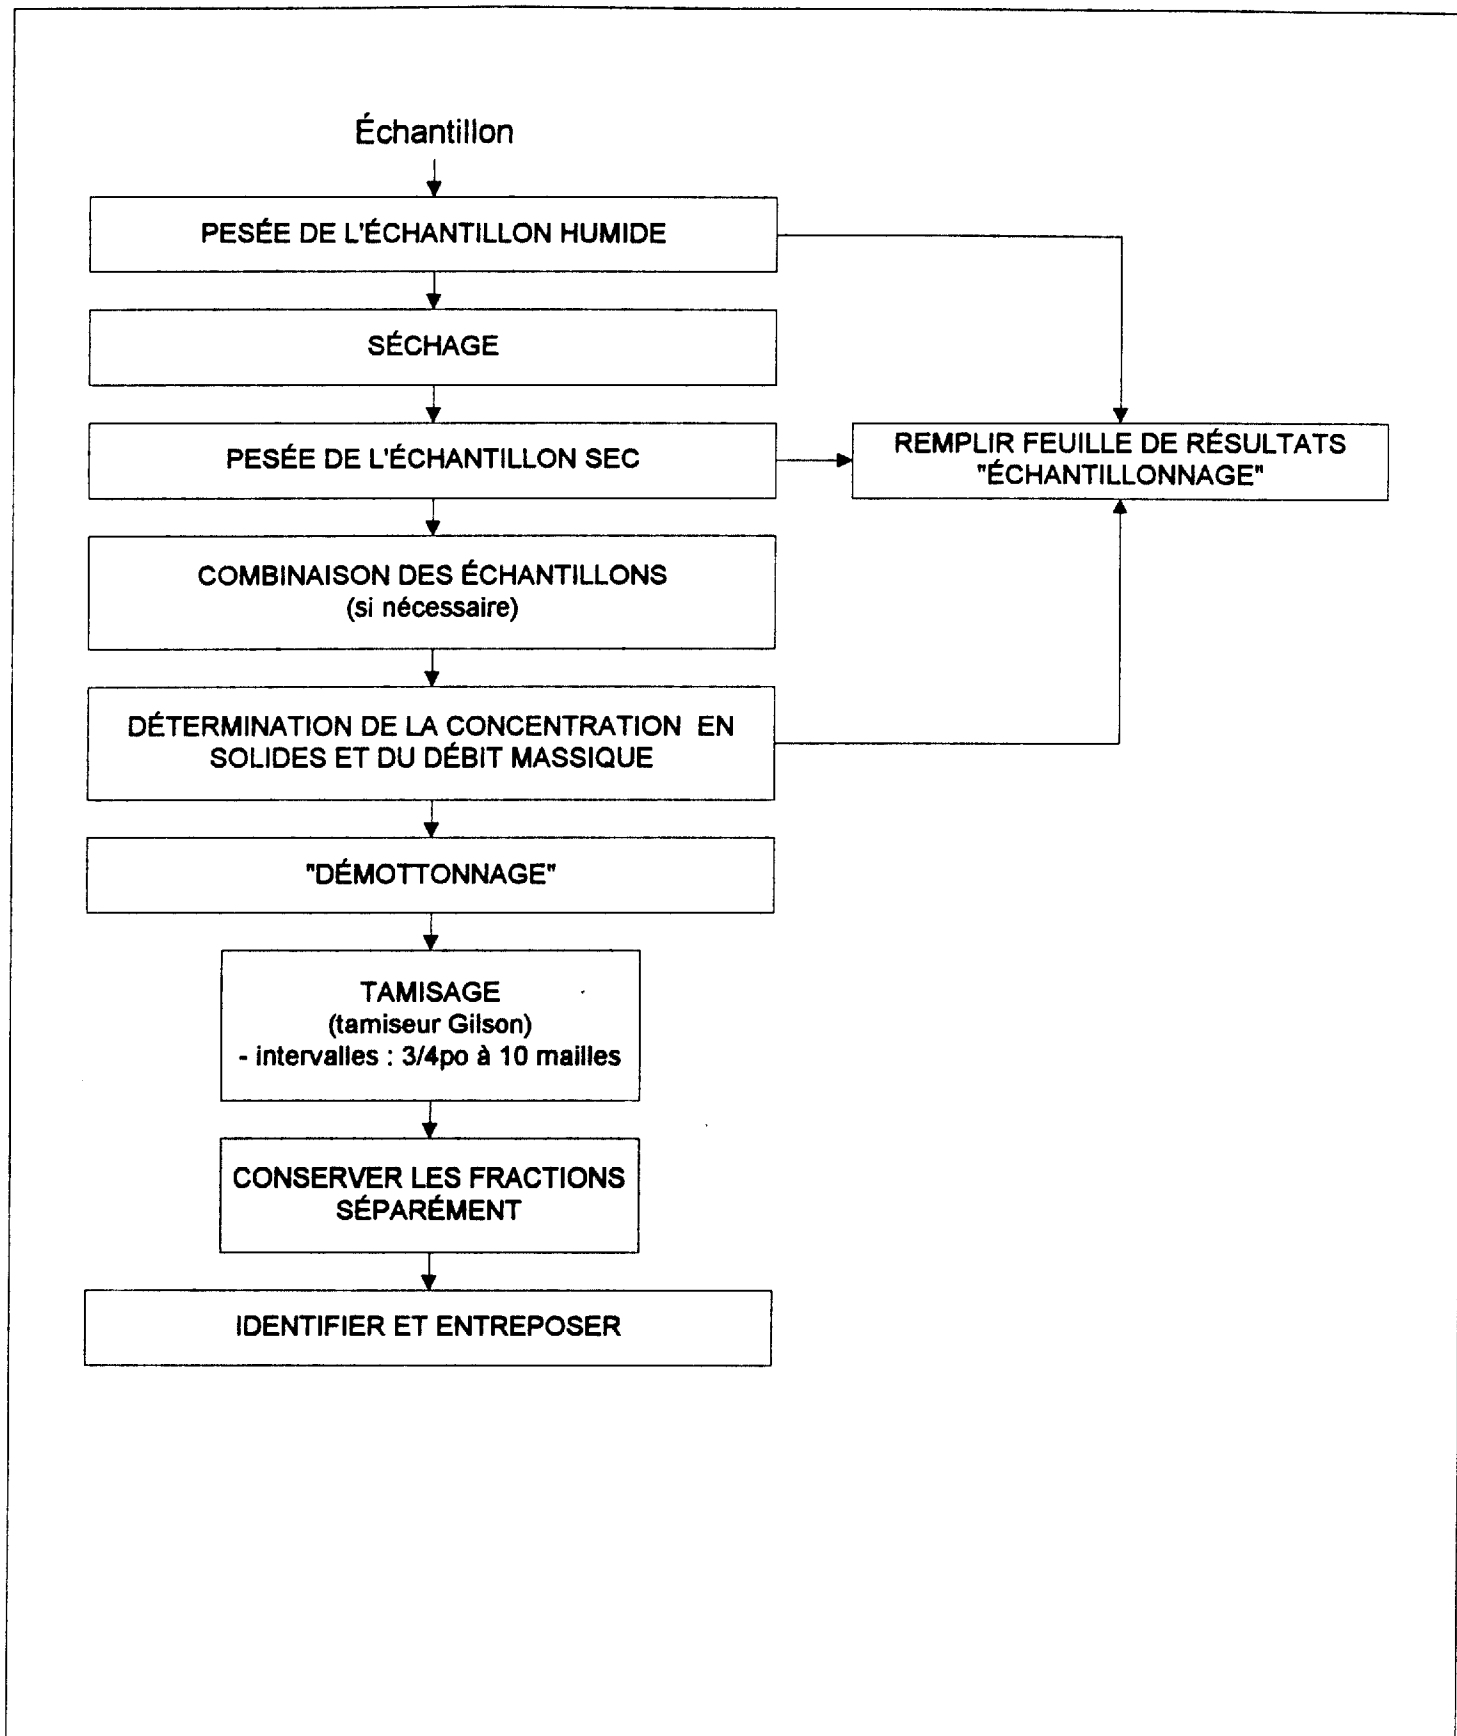 Échantillon
PESÉE DE L'ÉCHANTILLON HUMIDE
SÉCHAGE
PESÉE DE L'ÉCHANTILLON SEC
REMPLIR FEUILLE DE RÉSULTATS
"ÉCHANTILLONNAGE"
COMBINAISON DES ÉCHANTILLONS
(si nécessaire)
DÉTERMINATION DE LA CONCENTRATION EN
SOLIDES ET DU DÉBIT MASSIQUE
"DÉMOTTONNAGE"
TAMISAGE
(tamiseur Gilson)
- intervalles : 3/4po à 10 mailles
CONSERVER LES FRACTIONS
SÉPARÉMENT
IDENTIFIER ET ENTREPOSER